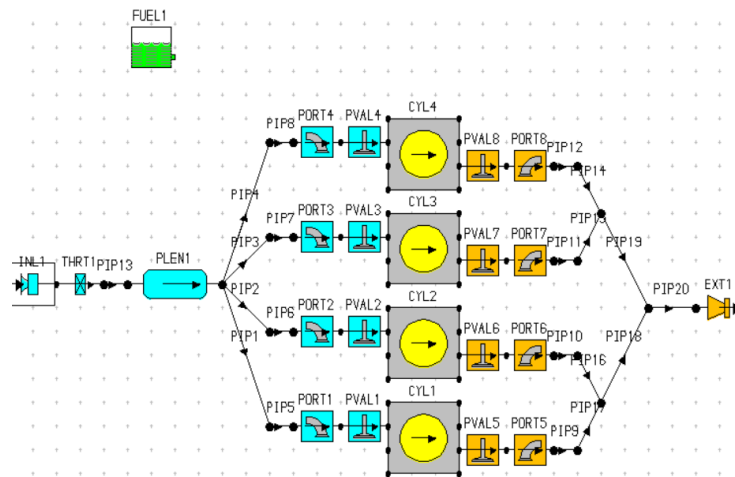 FUEL1
CYL4
PIP8 PORT4 PVAL4
PVAL8 PORT8
PIP12
PIP14
PIP4
CYL3
PIP7 PORT3 PVAL3
PVAL7 PORT7
PIP11
PIP19
PIP3
INL1 THRT1 PIP13 PLEN1
PIP2
PIP20 EXT1
CYL2
PIP6 PORT2 PVAL2
PVAL6 PORT6
PIP10
PIP18
PIP16
PIP1
CYL1
PIP5 PORT1 PVAL1
PVAL5 PORT5
PIP9